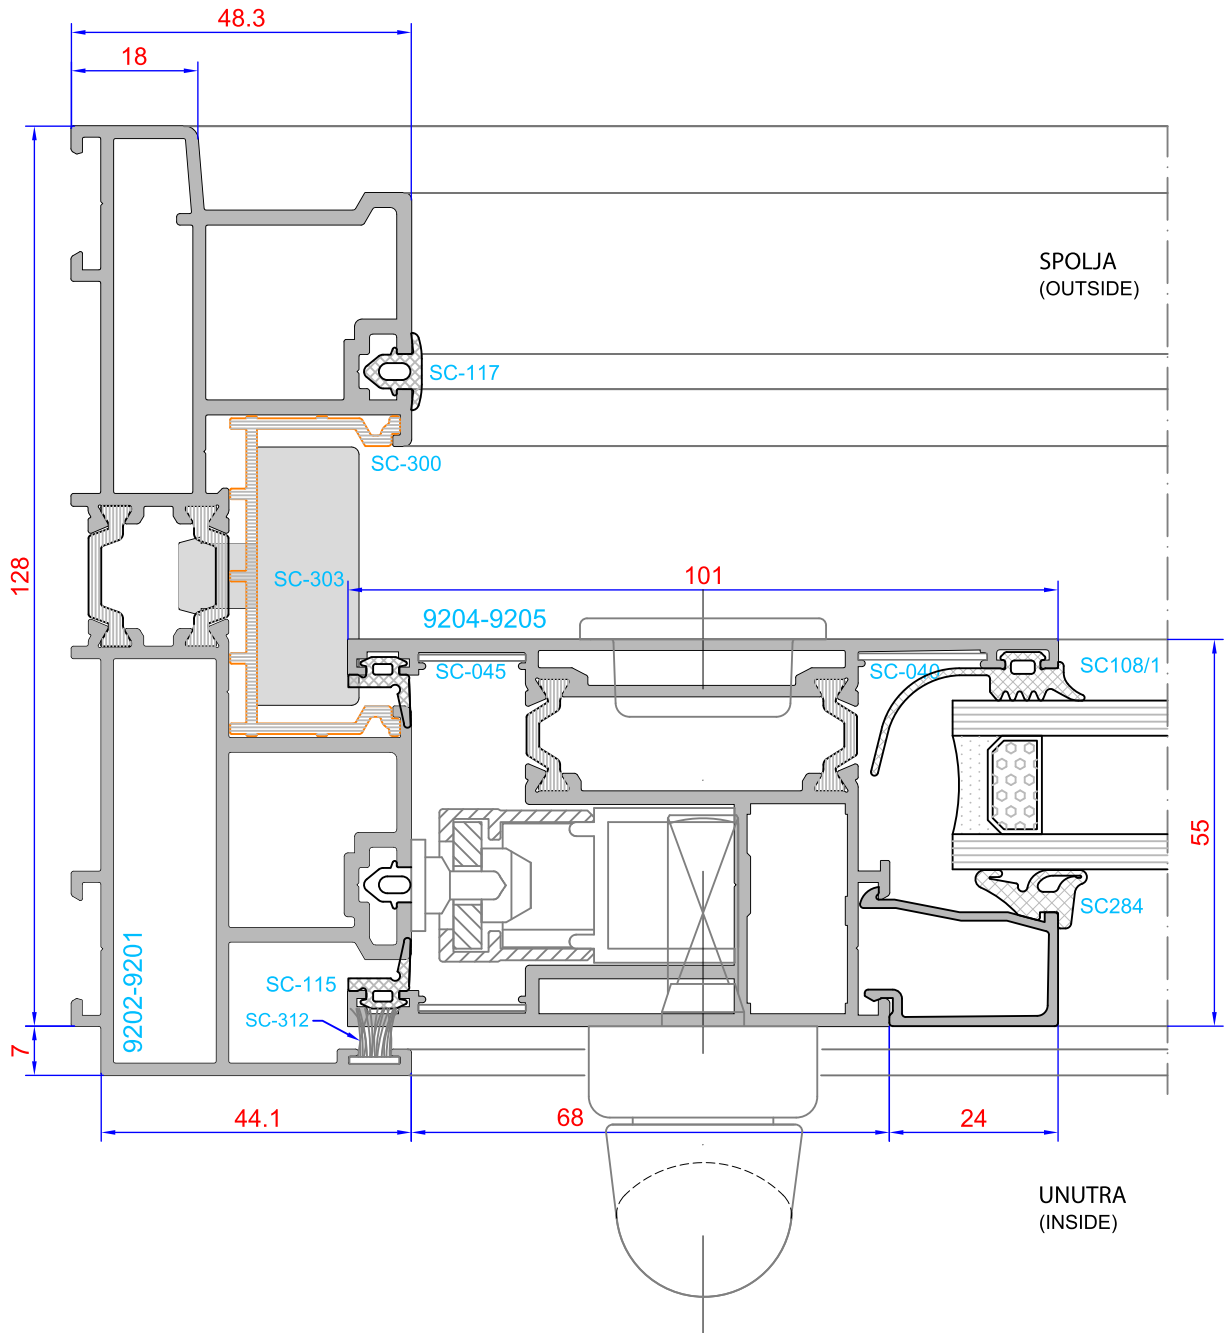 48.3
18
SPOLJA
(OUTSIDE)
SC-117
SC-300
128
SC-303
101
9204-9205
SC-045
SC-040
SC108/1
55
SC284
9202-9201
SC-115
SC-312
7
44.1
68
24
UNUTRA
(INSIDE)